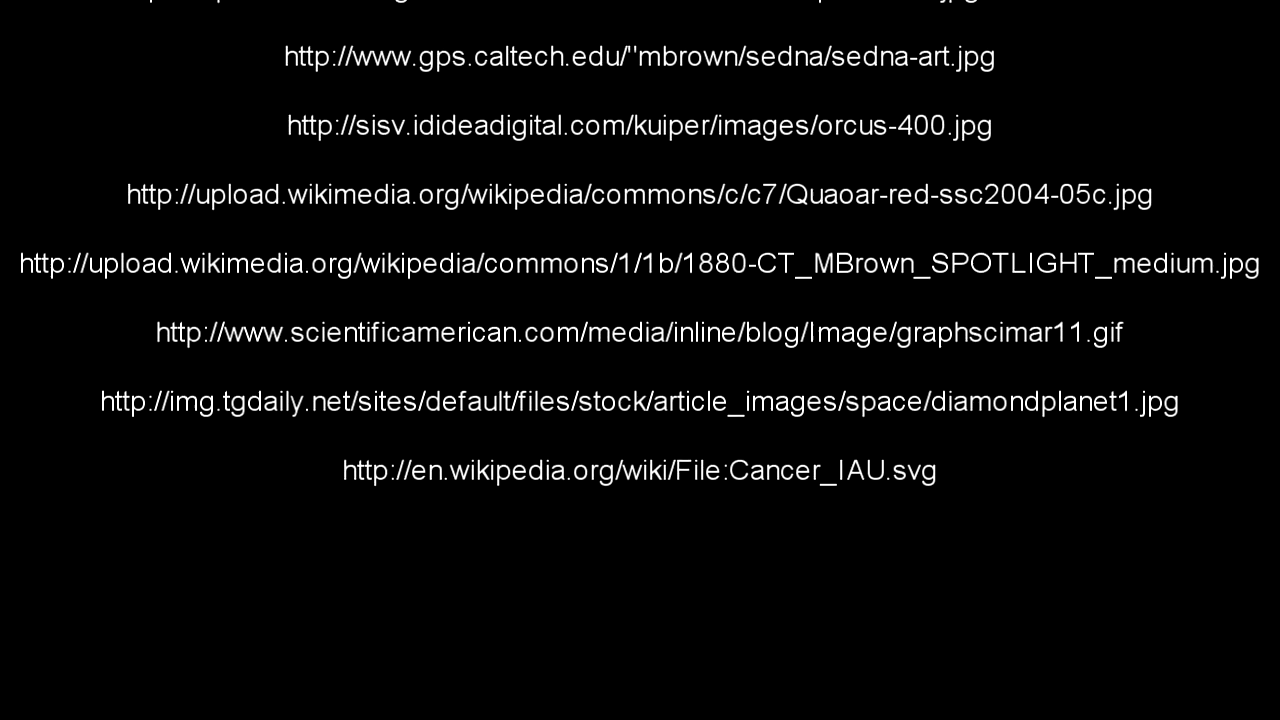 http://www.gps.caltech.edu/"mbrown/sedna/sedna-art.jpg
http://sisv.idideadigital.com/kuiper/images/orcus-400.jpg
http://upload.wikimedia.org/wikipedia/commons/c/c7/Quaoar-red-ssc2004-05c.jpg
http://upload.wikimedia.org/wikipedia/commons/1/1b/1880-CT_MBrown_SPOTLIGHT_medium.jpg
http://www.scientificamerican.com/media/inline/blog/Image/graphscimar11.gif
http://img.tgdaily.net/sites/default/files/stock/article_images/space/diamondplanet1.jpg
http://en.wikipedia.org/wiki/File:Cancer_IAU.svg